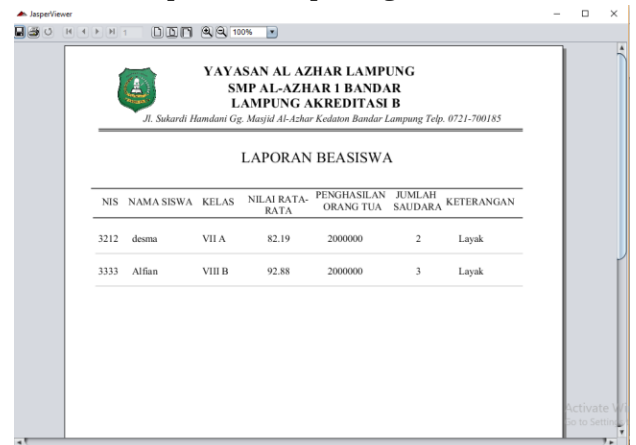 JasperViewer
100%
YAYASAN AL AZHAR LAMPUNG
SMP AL-AZHAR 1 BANDAR
LAMPUNG AKREDITASI B
Jl. Sukardi Hamdani Gg. Masjid Al-Azhar Kedaton Bandar Lampung Telp. 0721-700185
LAPORAN BEASISWA
NIS NAMA SISWA KELAS NILAI RATA-RATA PENGHASILAN ORANG TUA JUMLAH SAUDARA KETERANGAN
3212 desma VII A 82.19 2000000 2 Layak
3333 Alfian VIII B 92.88 2000000 3 Layak
Activate Wi
Go to Setting